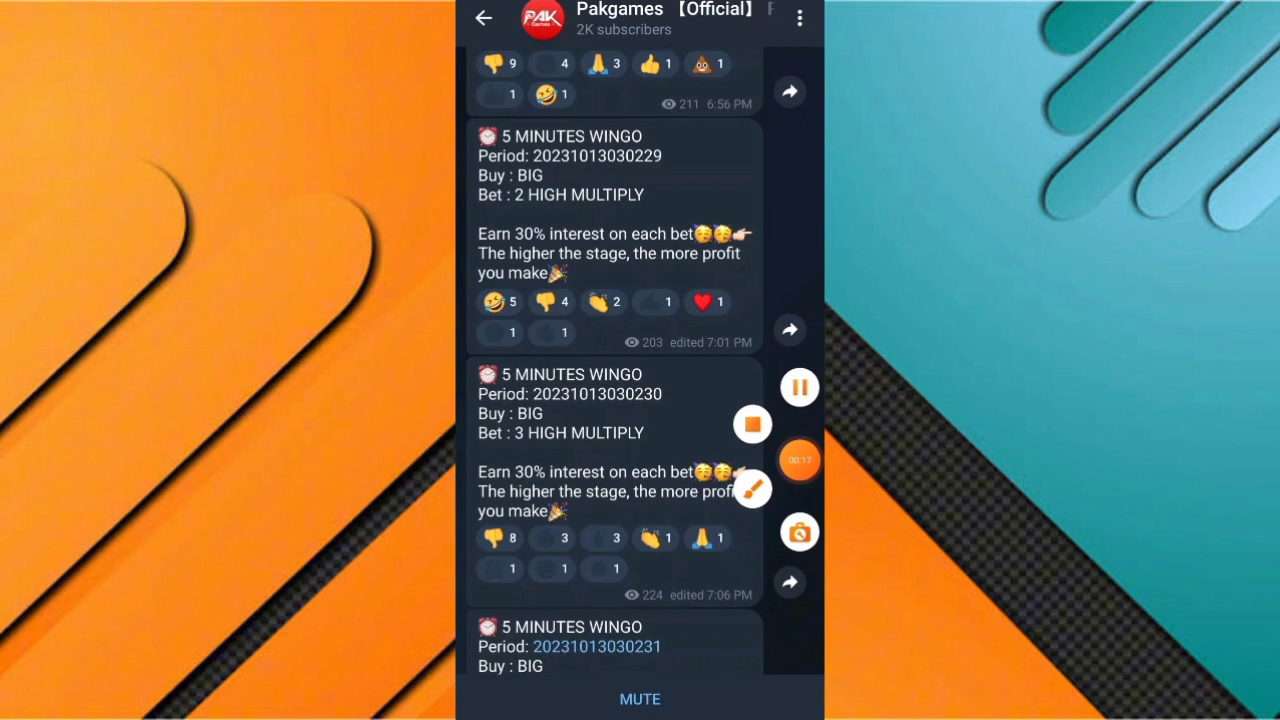 Pakgames 【Official】 F
PAK
Games
2K subscribers
9 4 3 1 1
1 1
211 6:56 PM
5 MINUTES WINGO
Period: 20231013030229
Buy : BIG
Bet : 2 HIGH MULTIPLY
Earn 30% interest on each bet🥳🥳👉🏻
The higher the stage, the more profit
you make🎉
5 4 2 1 1
1 1
203 edited 7:01 PM
5 MINUTES WINGO
Period: 20231013030230
Buy : BIG
Bet : 3 HIGH MULTIPLY
00:17
Earn 30% interest on each bet🥳🥳
The higher the stage, the more profi
you make🎉
8 3 3 1 1
1 1 1
224 edited 7:06 PM
5 MINUTES WINGO
Period: 20231013030231
Buy : BIG
MUTE